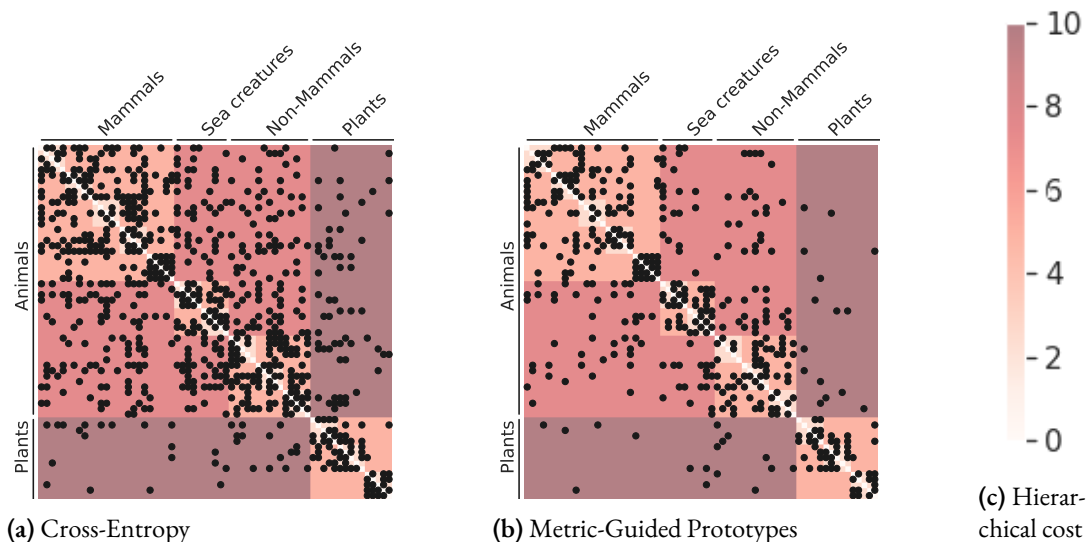 Mammals
Sea creatures
Non-Mammals
Plants
Animals
Plants
(a) Cross-Entropy
Mammals
Sea creatures
Non-Mammals
Plants
Animals
Plants
(b) Metric-Guided Prototypes
10
8
6
4
2
0
(c) Hierar-
chical cost